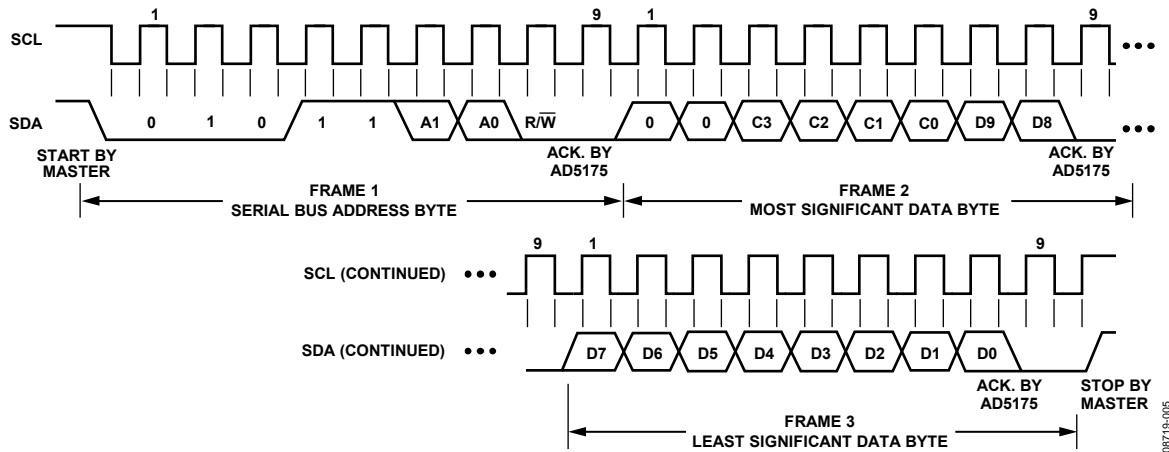 1 9 1 9
SCL •••
SDA 0 1 0 1 1 A1 A0 R/W̅ 0 0 C3 C2 C1 C0 D9 D8 •••
START BY MASTER
ACK. BY AD5175
ACK. BY AD5175
FRAME 1
SERIAL BUS ADDRESS BYTE
FRAME 2
MOST SIGNIFICANT DATA BYTE
9 1 9
SCL (CONTINUED) •••
SDA (CONTINUED) ••• D7 D6 D5 D4 D3 D2 D1 D0
ACK. BY AD5175
STOP BY MASTER
FRAME 3
LEAST SIGNIFICANT DATA BYTE
08719-005